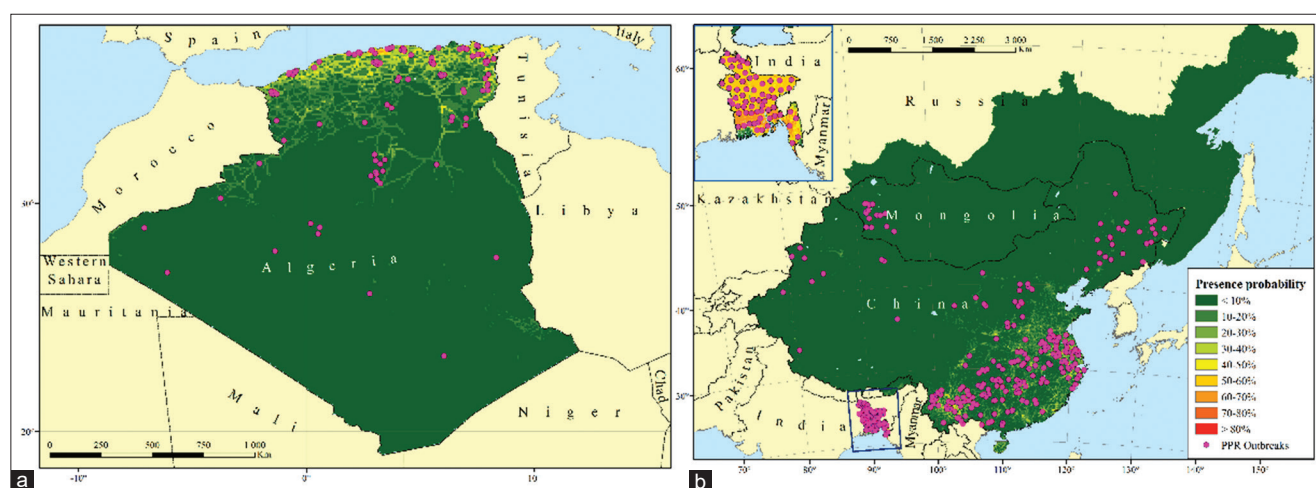 Spain
Italy
Tunisia
Morocco
30°
Libya
Algeria
Western
Sahara
Mauritania
Mali
Niger
Chad
20°
0 250 500 750 1 000
Km
a
-10° 0° 10
0 750 1 500 2 250 3 000
Km
India
Myanmar
60°
Russia
Kazakhstan
50°
Mongolia
China
40°
Pakistan
India
Myanmar
30°
Presence probability
< 10%
10-20%
20-30%
30-40%
40-50%
50-60%
60-70%
70-80%
> 80%
PPR Outbreaks
b
70° 80° 90° 100° 110° 120° 130° 140° 150°